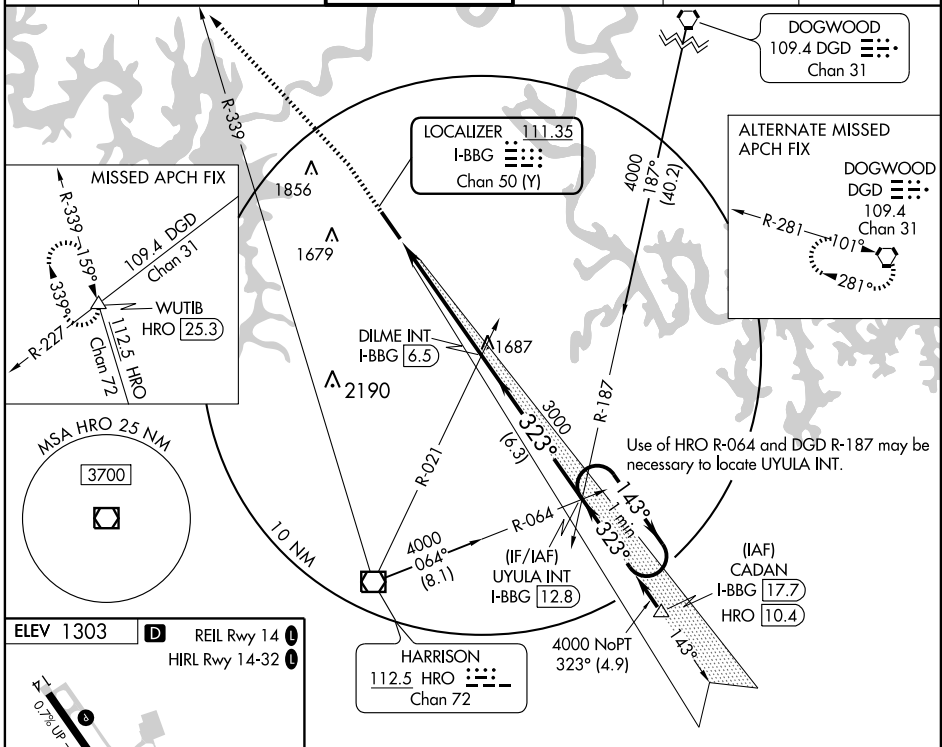 DOGWOOD
109.4 DGD
Chan 31
R-339
LOCALIZER 111.35
I-BBG
Chan 50 (Y)
4000
187°
(40.2)
ALTERNATE MISSED
APCH FIX
DOGWOOD
DGD
109.4
Chan 31
R-281
101°
281°
MISSED APCH FIX
R-339
159°
339°
109.4 DGD
Chan 31
WUTIB
HRO 25.3
R-227
112.5 HRO
Chan 72
1856
1679
DILME INT
I-BBG 6.5
1687
2190
R-187
3000
323°
(6.3)
R-021
Use of HRO R-064 and DGD R-187 may be
necessary to locate UYULA INT.
MSA HRO 25 NM
3700
10 NM
143°
1 min
323°
R-064
4000
064°
(8.1)
(IF/IAF)
UYULA INT
I-BBG 12.8
(IAF)
CADAN
I-BBG 17.7
HRO 10.4
4000 NoPT
323° (4.9)
143°
HARRISON
112.5 HRO
Chan 72
ELEV 1303
D
REIL Rwy 14 L
HIRL Rwy 14-32 L
14
0.7% UP
P